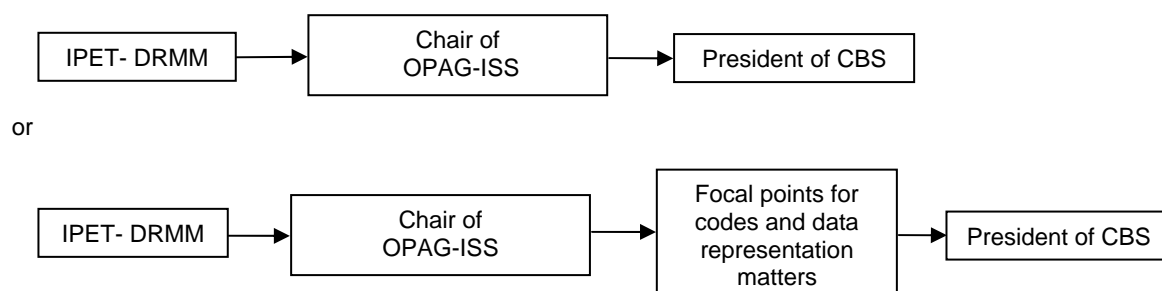 IPET- DRMM
Chair of
OPAG-ISS
President of CBS
or
IPET- DRMM
Chair of
OPAG-ISS
Focal points for
codes and data
representation
matters
President of CBS